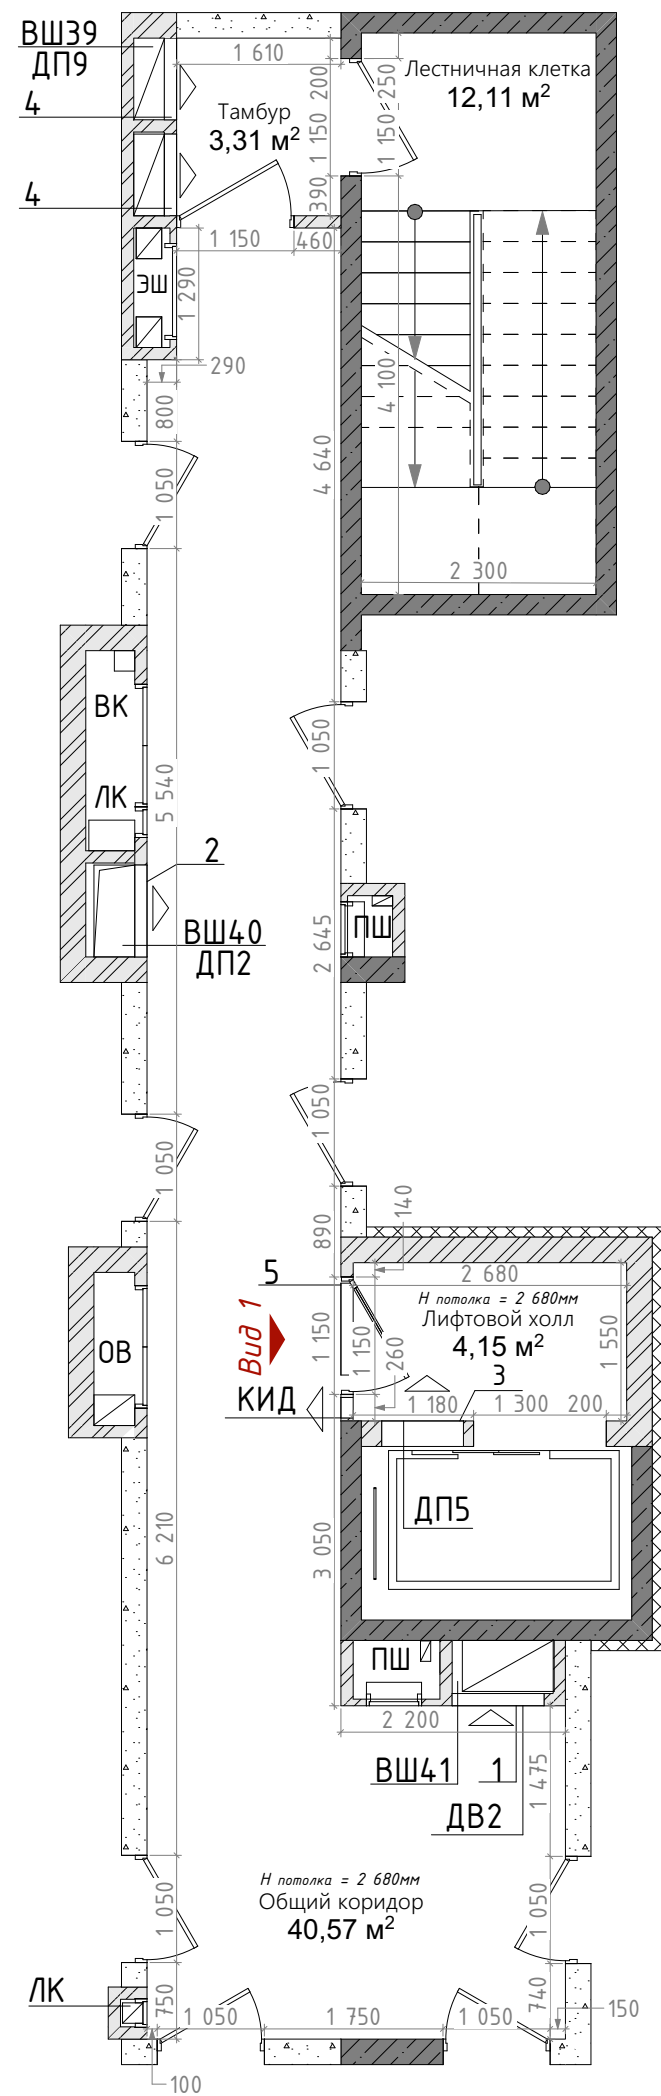 ВШ39
ДП9
4
4
1 610
Тамбур
3,31 м²
200
1 150
390
250
1 150
Лестничная клетка
12,11 м²
1 150
460
ЭШ
1 290
290
800
1 050
4 640
4 100
2 300
ВК
ЛК
5 540
1 050
2
ВШ40
ДП2
2 645
ПШ
1 050
1 050
890
140
5
2 680
Н потолка = 2 680мм
Лифтовой холл
4,15 м²
1 550
Вид 1
1 150
1 150
260
ОВ
КИД
3
1 180
1 300
200
ДП5
6 210
3 050
ПШ
2 200
ВШ41
1
ДВ2
1 475
Н потолка = 2 680мм
Общий коридор
40,57 м²
1 050
1 050
ЛК
750
1 050
1 750
1 050
740
150
100